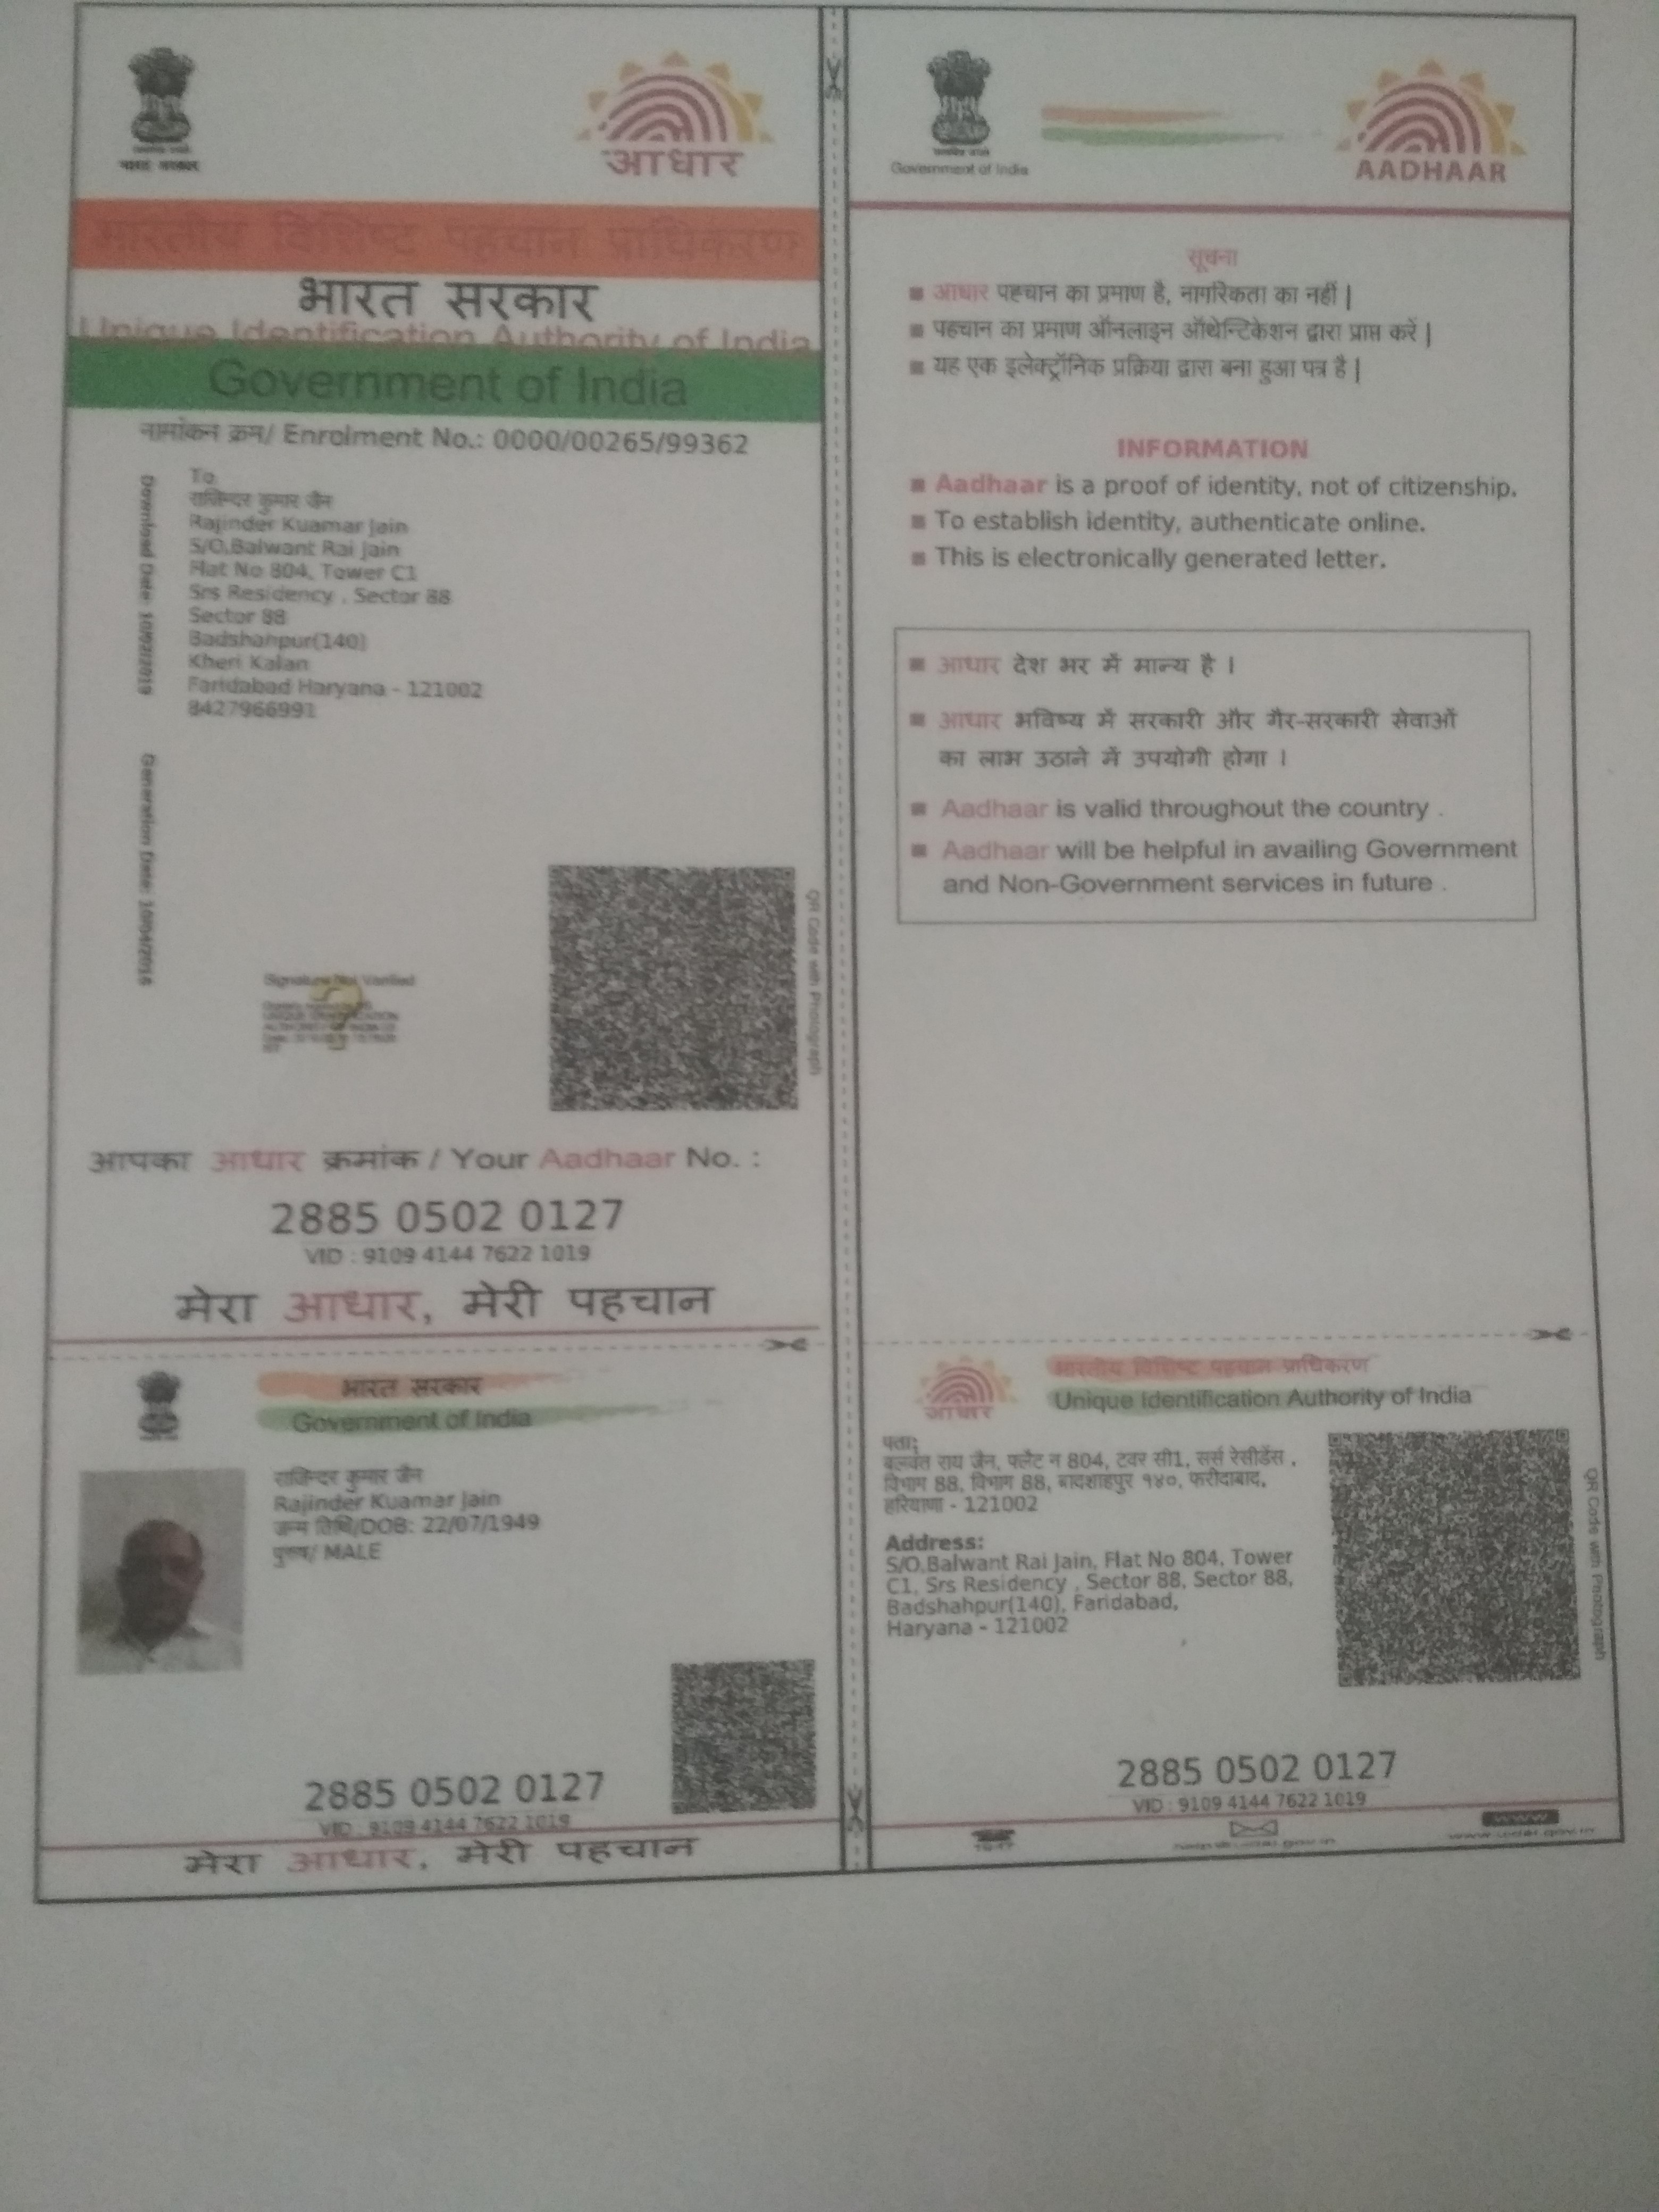 भारत सरकार
आधार
भारतीय विशिष्ट पहचान प्राधिकरण
भारत सरकार
Unique Identification Authority of India
Government of India
नामांकन क्रम/ Enrolment No.: 0000/00265/99362
To
राजिन्दर कुमार जैन
Rajinder Kuamar Jain
S/O,Balwant Rai Jain
Flat No 804, Tower C1
Srs Residency , Sector 88
Sector 88
Badshahpur(140)
Kheri Kalan
Faridabad Haryana - 121002
8427966991
Download Date: 10/02/2019
Generation Date: 10/04/2016
Signature Not Verified
QR Code with Photograph
आपका आधार क्रमांक / Your Aadhaar No. :
2885 0502 0127
VID : 9109 4144 7622 1019
मेरा आधार, मेरी पहचान
भारत सरकार
Government of India
राजिन्दर कुमार जैन
Rajinder Kuamar Jain
जन्म तिथि/DOB: 22/07/1949
पुरुष/ MALE
2885 0502 0127
VID : 9109 4144 7622 1019
मेरा आधार, मेरी पहचान
Government of India
AADHAAR
सूचना
आधार पहचान का प्रमाण है, नागरिकता का नहीं |
पहचान का प्रमाण ऑनलाइन ऑथेन्टिकेशन द्वारा प्राप्त करें |
यह एक इलेक्ट्रॉनिक प्रक्रिया द्वारा बना हुआ पत्र है |
INFORMATION
Aadhaar is a proof of identity, not of citizenship.
To establish identity, authenticate online.
This is electronically generated letter.
आधार देश भर में मान्य है ।
आधार भविष्य में सरकारी और गैर-सरकारी सेवाओं
का लाभ उठाने में उपयोगी होगा ।
Aadhaar is valid throughout the country .
Aadhaar will be helpful in availing Government
and Non-Government services in future .
भारतीय विशिष्ट पहचान प्राधिकरण
Unique Identification Authority of India
आधार
पता:
बलवंत राय जैन, फ्लैट न 804, टवर सी1, सर्स रेसीडेंस ,
विभाग 88, विभाग 88, बादशाहपुर १४०, फरीदाबाद,
हरियाणा - 121002
Address:
S/O,Balwant Rai Jain, Flat No 804, Tower
C1, Srs Residency , Sector 88, Sector 88,
Badshahpur(140), Faridabad,
Haryana - 121002
QR Code with Photograph
2885 0502 0127
VID : 9109 4144 7622 1019
www